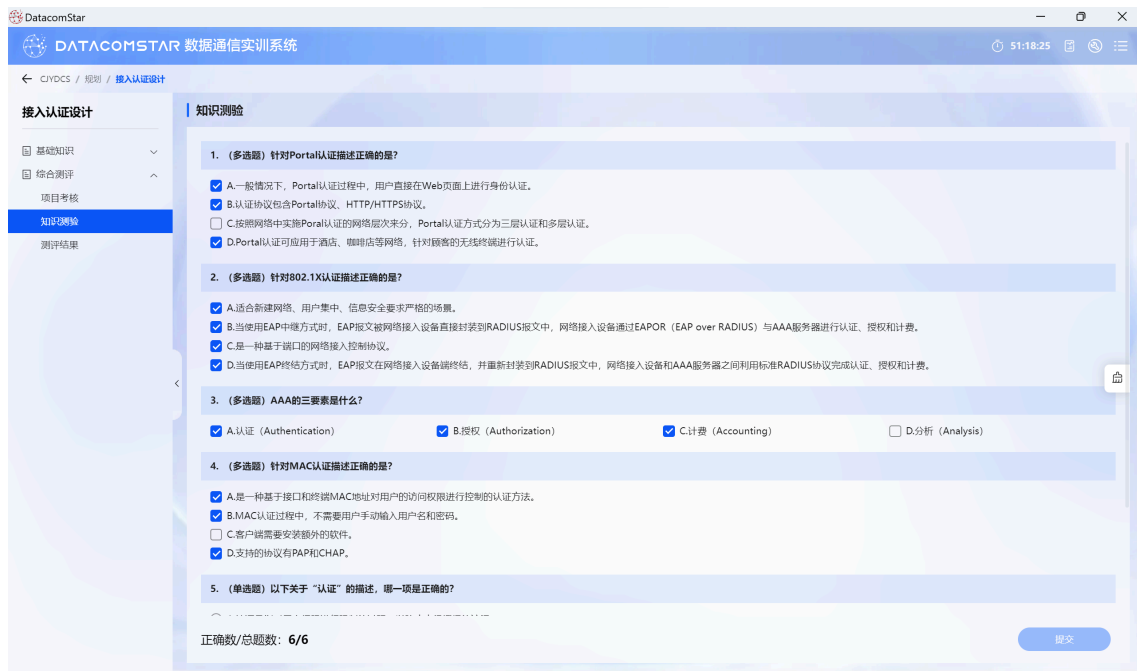 DatacomStar
DATACOMSTAR 数据通信实训系统
51:18:25
CJYDCS / 规划 / 接入认证设计
接入认证设计
基础知识
综合测评
项目考核
知识测验
测评结果
知识测验
1. （多选题）针对Portal认证描述正确的是?
A.一般情况下，Portal认证过程中，用户直接在Web页面上进行身份认证。
B.认证协议包含Portal协议、HTTP/HTTPS协议。
C.按照网络中实施Poral认证的网络层次来分，Portal认证方式分为三层认证和多层认证。
D.Portal认证可应用于酒店、咖啡店等网络，针对顾客的无线终端进行认证。
2. （多选题）针对802.1X认证描述正确的是?
A.适合新建网络、用户集中、信息安全要求严格的场景。
B.当使用EAP中继方式时，EAP报文被网络接入设备直接封装到RADIUS报文中，网络接入设备通过EAPOR（EAP over RADIUS）与AAA服务器进行认证、授权和计费。
C.是一种基于端口的网络接入控制协议。
D.当使用EAP终结方式时，EAP报文在网络接入设备端终结，并重新封装到RADIUS报文中，网络接入设备和AAA服务器之间利用标准RADIUS协议完成认证、授权和计费。
3. （多选题）AAA的三要素是什么?
A.认证（Authentication） B.授权（Authorization） C.计费（Accounting） D.分析（Analysis）
4. （多选题）针对MAC认证描述正确的是?
A.是一种基于接口和终端MAC地址对用户的访问权限进行控制的认证方法。
B.MAC认证过程中，不需要用户手动输入用户名和密码。
C.客户端需要安装额外的软件。
D.支持的协议有PAP和CHAP。
5. （单选题）以下关于“认证”的描述，哪一项是正确的?
正确数/总题数：6/6
提交